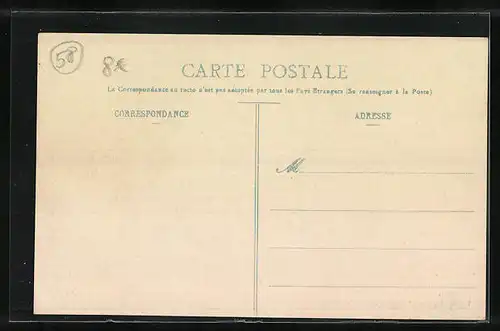 58
8€
CARTE POSTALE
La Correspondance au recto n'est pas acceptée par tous les Pays Etrangers (Se renseigner à la Poste)
CORRESPONDANCE
ADRESSE
M